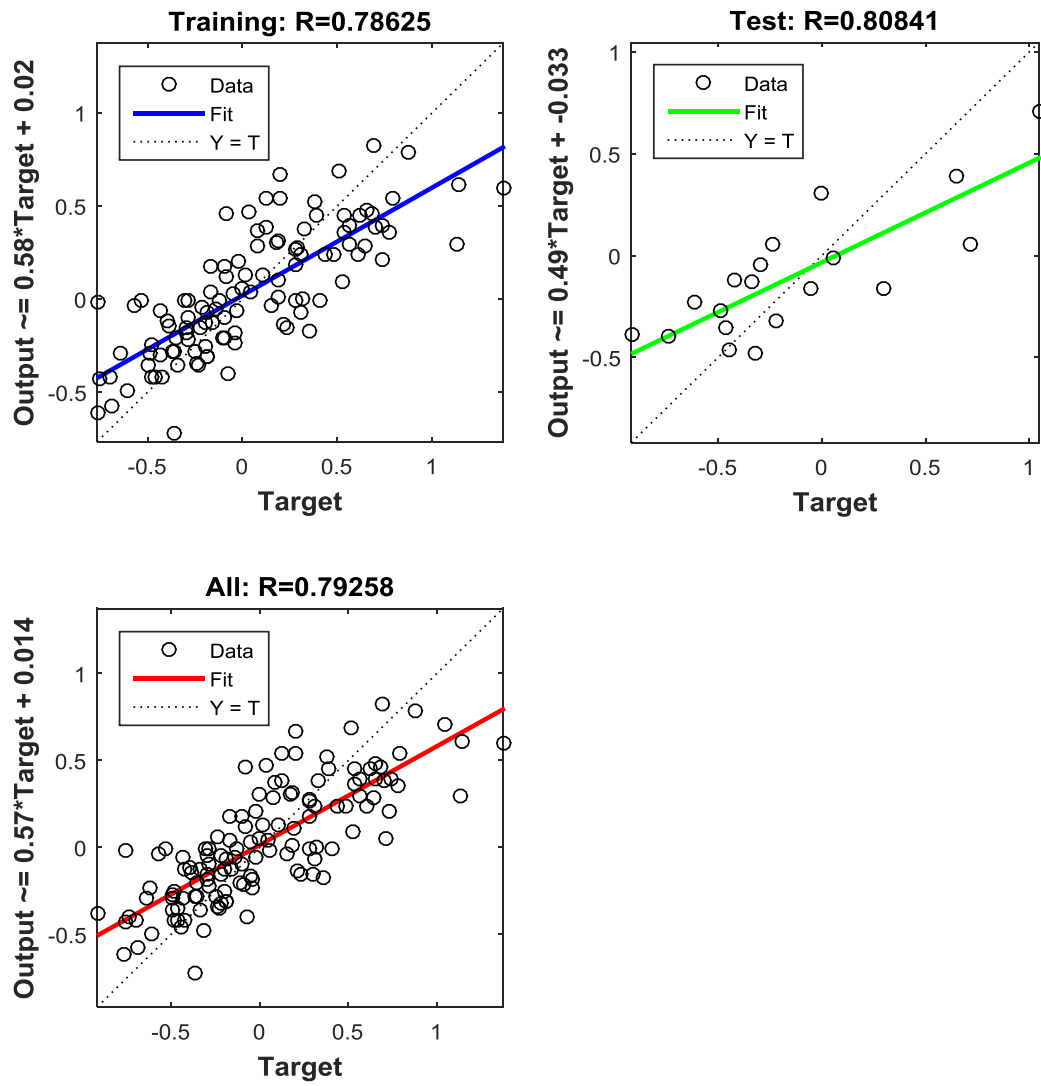 Training: R=0.78625
Output ~= 0.58*Target + 0.02
Data
Fit
Y = T
1
0.5
0
-0.5
-0.5
0
0.5
1
Target
Test: R=0.80841
Output ~= 0.49*Target + -0.033
Data
Fit
Y = T
1
0.5
0
-0.5
-0.5
0
0.5
1
Target
All: R=0.79258
Output ~= 0.57*Target + 0.014
Data
Fit
Y = T
1
0.5
0
-0.5
-0.5
0
0.5
1
Target